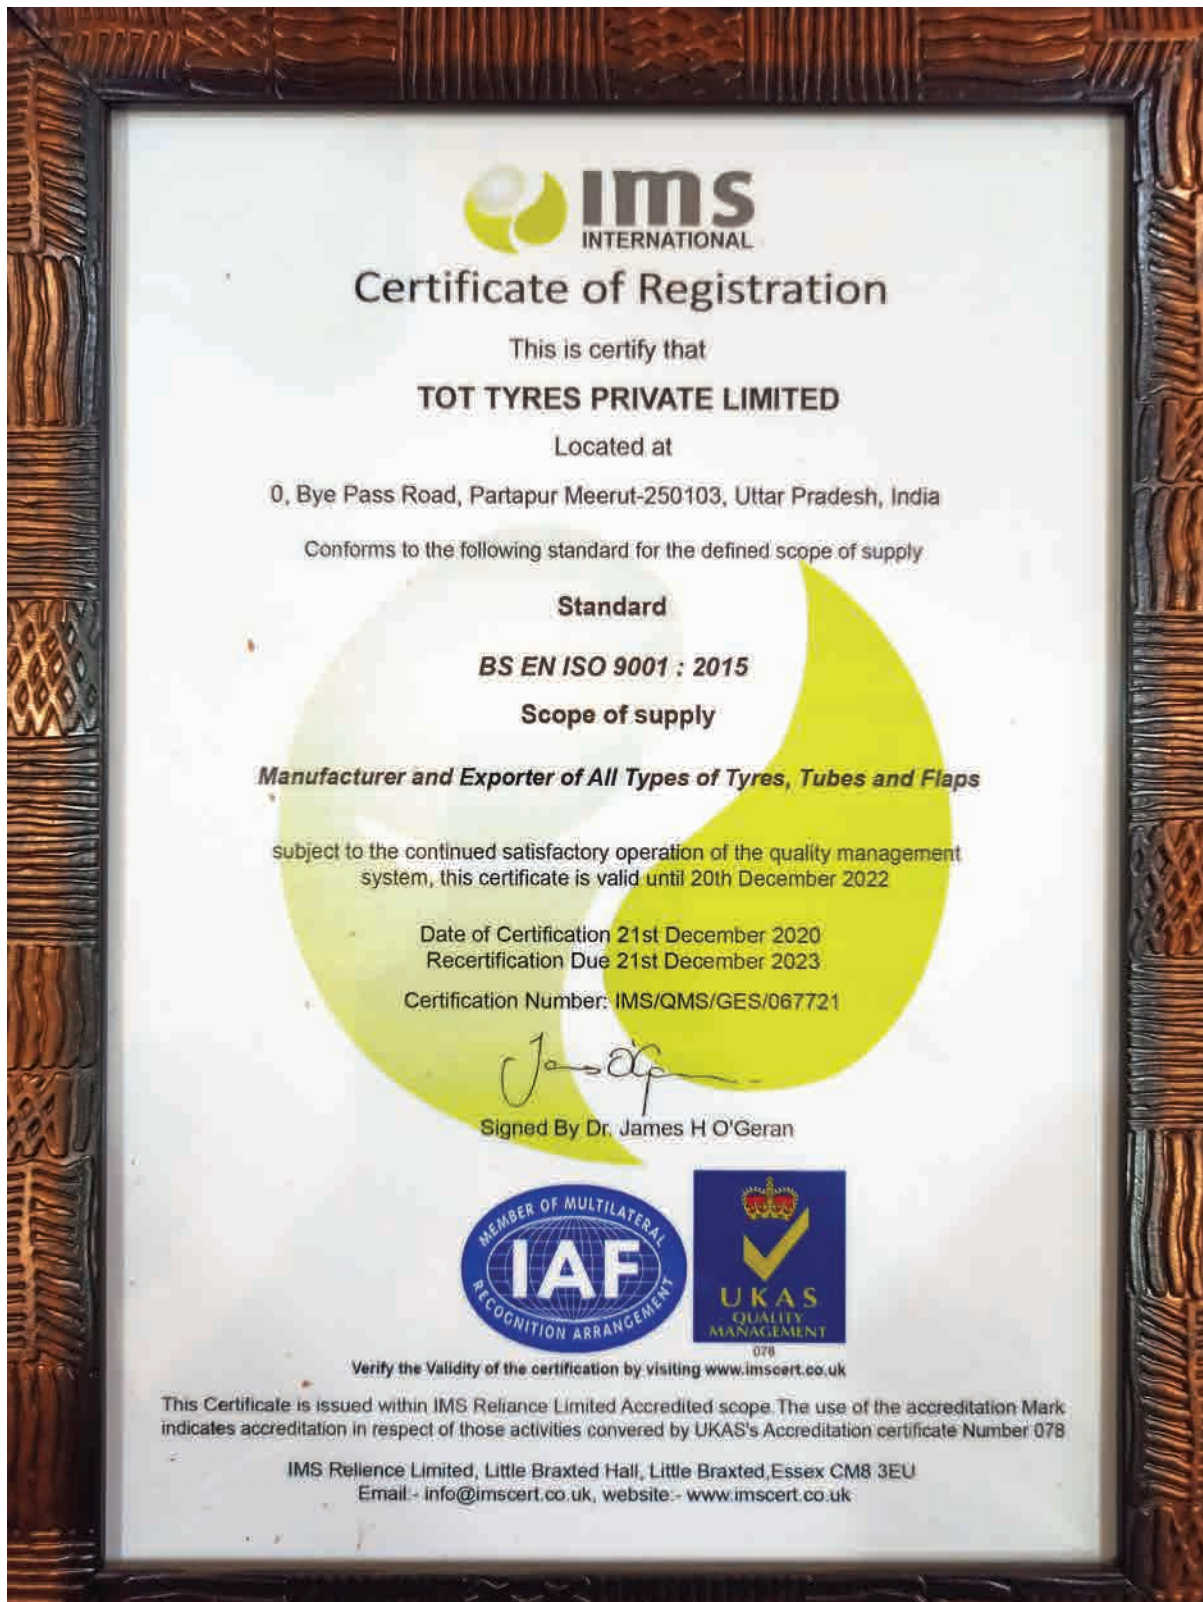 ims
INTERNATIONAL
Certificate of Registration
This is certify that
TOT TYRES PRIVATE LIMITED
Located at
0, Bye Pass Road, Partapur Meerut-250103, Uttar Pradesh, India
Conforms to the following standard for the defined scope of supply
Standard
BS EN ISO 9001 : 2015
Scope of supply
Manufacturer and Exporter of All Types of Tyres, Tubes and Flaps
subject to the continued satisfactory operation of the quality management
system, this certificate is valid until 20th December 2022
Date of Certification 21st December 2020
Recertification Due 21st December 2023
Certification Number: IMS/QMS/GES/067721
Signed By Dr. James H O'Geran
MEMBER OF MULTILATERAL
IAF
RECOGNITION ARRANGEMENT
UKAS
QUALITY
MANAGEMENT
078
Verify the Validity of the certification by visiting www.imscert.co.uk
This Certificate is issued within IMS Reliance Limited Accredited scope.The use of the accreditation Mark
indicates accreditation in respect of those activities convered by UKAS's Accreditation certificate Number 078
IMS Relience Limited, Little Braxted Hall, Little Braxted,Essex CM8 3EU
Email:- info@imscert.co.uk, website:- www.imscert.co.uk